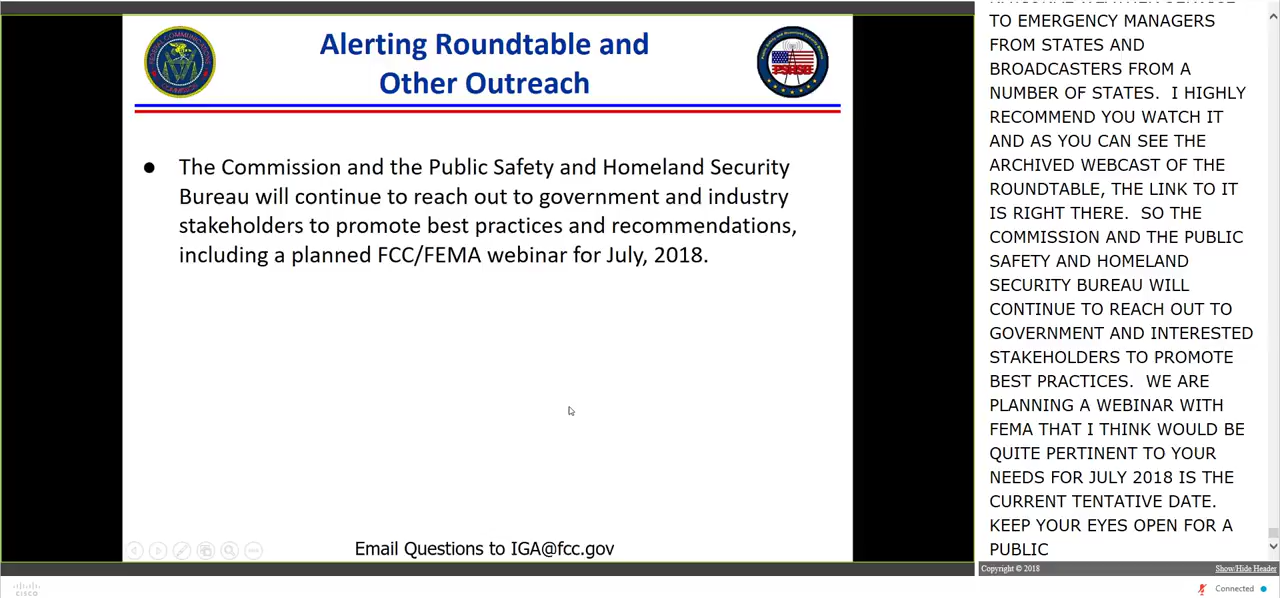 Alerting Roundtable and
Other Outreach
● The Commission and the Public Safety and Homeland Security
Bureau will continue to reach out to government and industry
stakeholders to promote best practices and recommendations,
including a planned FCC/FEMA webinar for July, 2018.
Email Questions to IGA@fcc.gov
TO EMERGENCY MANAGERS
FROM STATES AND
BROADCASTERS FROM A
NUMBER OF STATES. I HIGHLY
RECOMMEND YOU WATCH IT
AND AS YOU CAN SEE THE
ARCHIVED WEBCAST OF THE
ROUNDTABLE, THE LINK TO IT
IS RIGHT THERE. SO THE
COMMISSION AND THE PUBLIC
SAFETY AND HOMELAND
SECURITY BUREAU WILL
CONTINUE TO REACH OUT TO
GOVERNMENT AND INTERESTED
STAKEHOLDERS TO PROMOTE
BEST PRACTICES. WE ARE
PLANNING A WEBINAR WITH
FEMA THAT I THINK WOULD BE
QUITE PERTINENT TO YOUR
NEEDS FOR JULY 2018 IS THE
CURRENT TENTATIVE DATE.
KEEP YOUR EYES OPEN FOR A
PUBLIC
Copyright © 2018 Show/Hide Header
CISCO
Connected